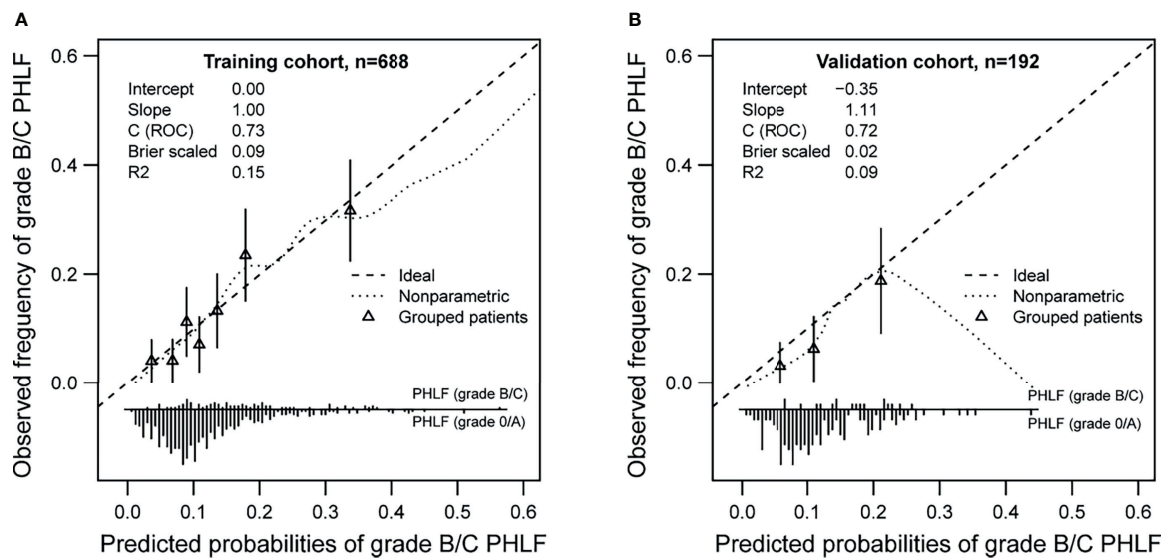 A
Observed freguency of grade B/C PHLF
0.6
0.4
0.2
0.0
Training cohort, n=688
Intercept 0.00
Slope 1.00
C (ROC) 0.73
Brier scaled 0.09
R2 0.15
Ideal
Nonparametric
Grouped patients
PHLF (grade B/C)
PHLF (grade 0/A)
0.0 0.1 0.2 0.3 0.4 0.5 0.6
Predicted probabilities of grade B/C PHLF
B
Observed frequency of grade B/C PHLF
0.6
0.4
0.2
0.0
Validation cohort, n=192
Intercept −0.35
Slope 1.11
C (ROC) 0.72
Brier scaled 0.02
R2 0.09
Ideal
Nonparametric
Grouped patients
PHLF (grade B/C)
PHLF (grade 0/A)
0.0 0.1 0.2 0.3 0.4 0.5 0.6
Predicted probabilities of grade B/C PHLF